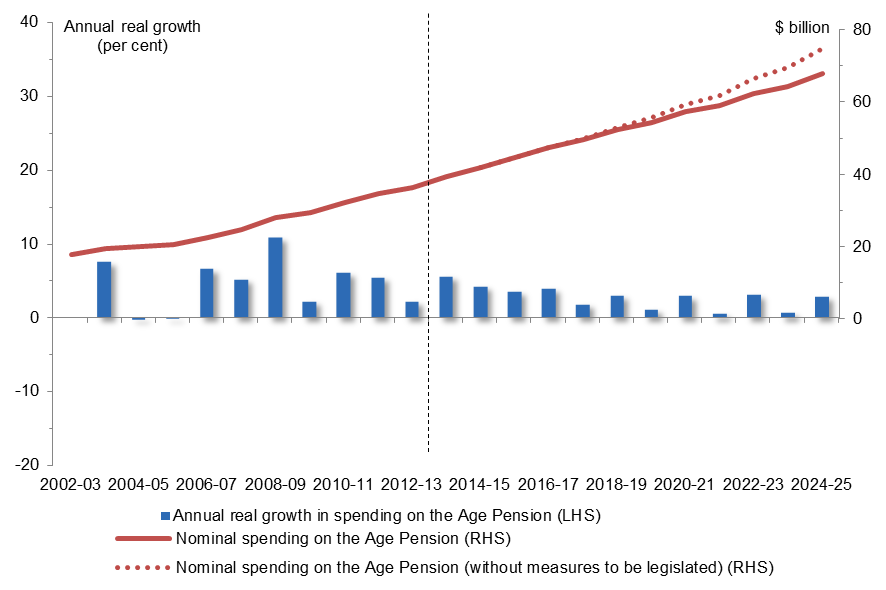 Annual real growth
(per cent)
$ billion
40
30
20
10
0
-10
-20
80
60
40
20
0
2002-03 2004-05 2006-07 2008-09 2010-11 2012-13 2014-15 2016-17 2018-19 2020-21 2022-23 2024-25
Annual real growth in spending on the Age Pension (LHS)
Nominal spending on the Age Pension (RHS)
Nominal spending on the Age Pension (without measures to be legislated) (RHS)